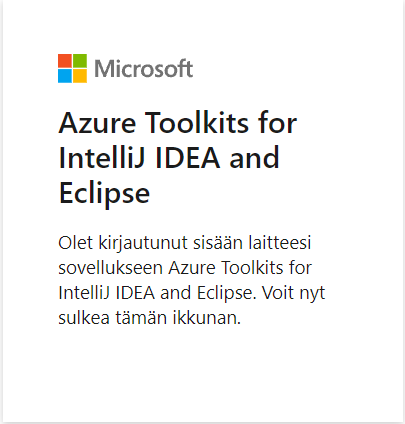 Microsoft
Azure Toolkits for
IntelliJ IDEA and
Eclipse
Olet kirjautunut sisään laitteesi
sovellukseen Azure Toolkits for
IntelliJ IDEA and Eclipse. Voit nyt
sulkea tämän ikkunan.